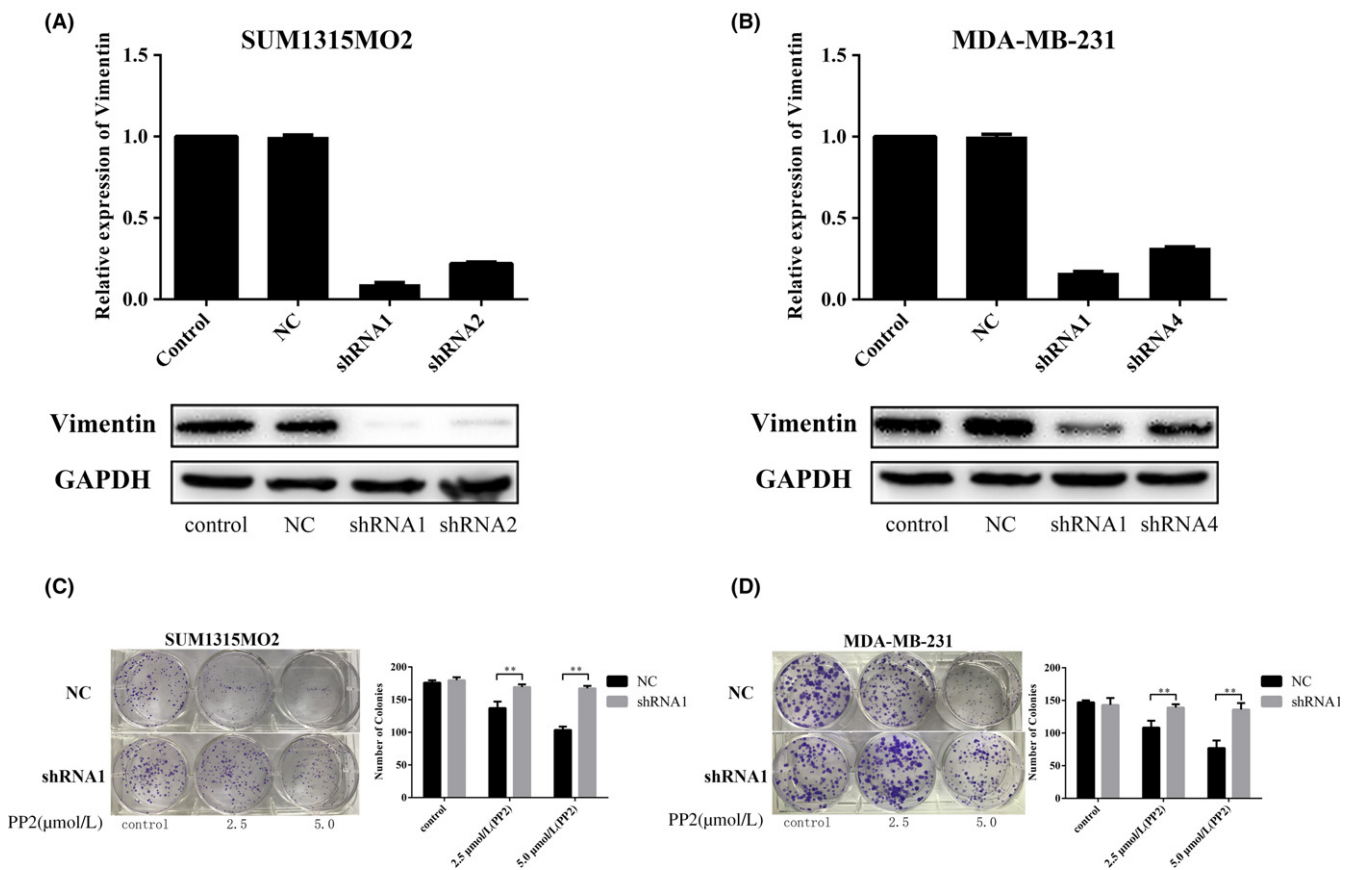 (A)
SUM1315MO2
Relative expression of Vimentin
1.5
1.0
0.5
0.0
Control
NC
shRNA1
shRNA2
Vimentin
GAPDH
control NC shRNA1 shRNA2
(B)
MDA-MB-231
Relative expression of Vimentin
1.5
1.0
0.5
0.0
Control
NC
shRNA1
shRNA4
Vimentin
GAPDH
control NC shRNA1 shRNA4
(C)
SUM1315MO2
NC
shRNA1
PP2(μmol/L) control 2.5 5.0
Number of Colonies
200
150
100
50
0
** **
NC
shRNA1
control
2.5 μmol/L(PP2)
5.0 μmol/L(PP2)
(D)
MDA-MB-231
NC
shRNA1
PP2(μmol/L) control 2.5 5.0
Number of Colonies
200
150
100
50
0
** **
NC
shRNA1
control
2.5 μmol/L(PP2)
5.0 μmol/L(PP2)